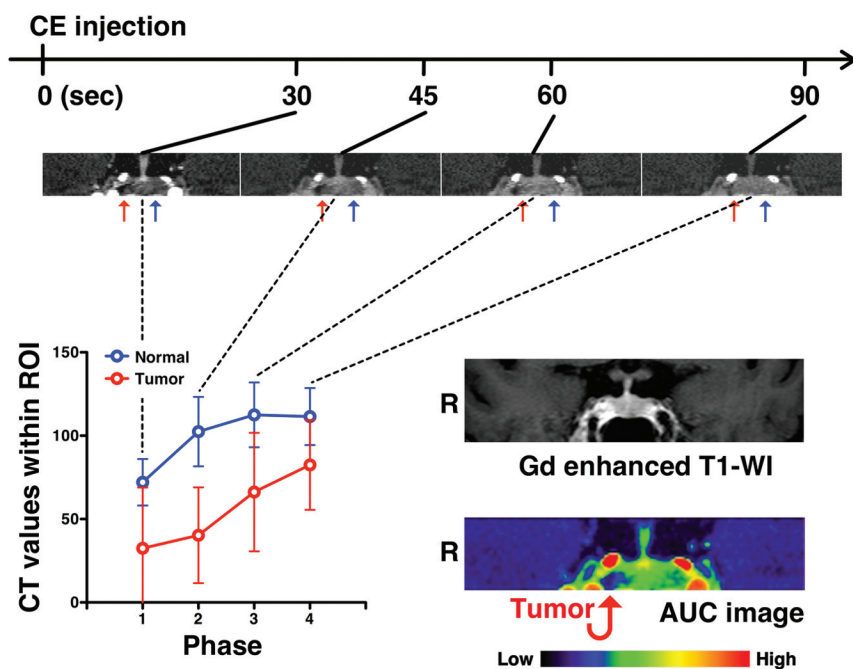 CE injection
0 (sec) 30 45 60 90
150
100
50
0
Normal
Tumor
CT values within ROI
1 2 3 4
Phase
R
Gd enhanced T1-WI
R
Tumor AUC image
Low High